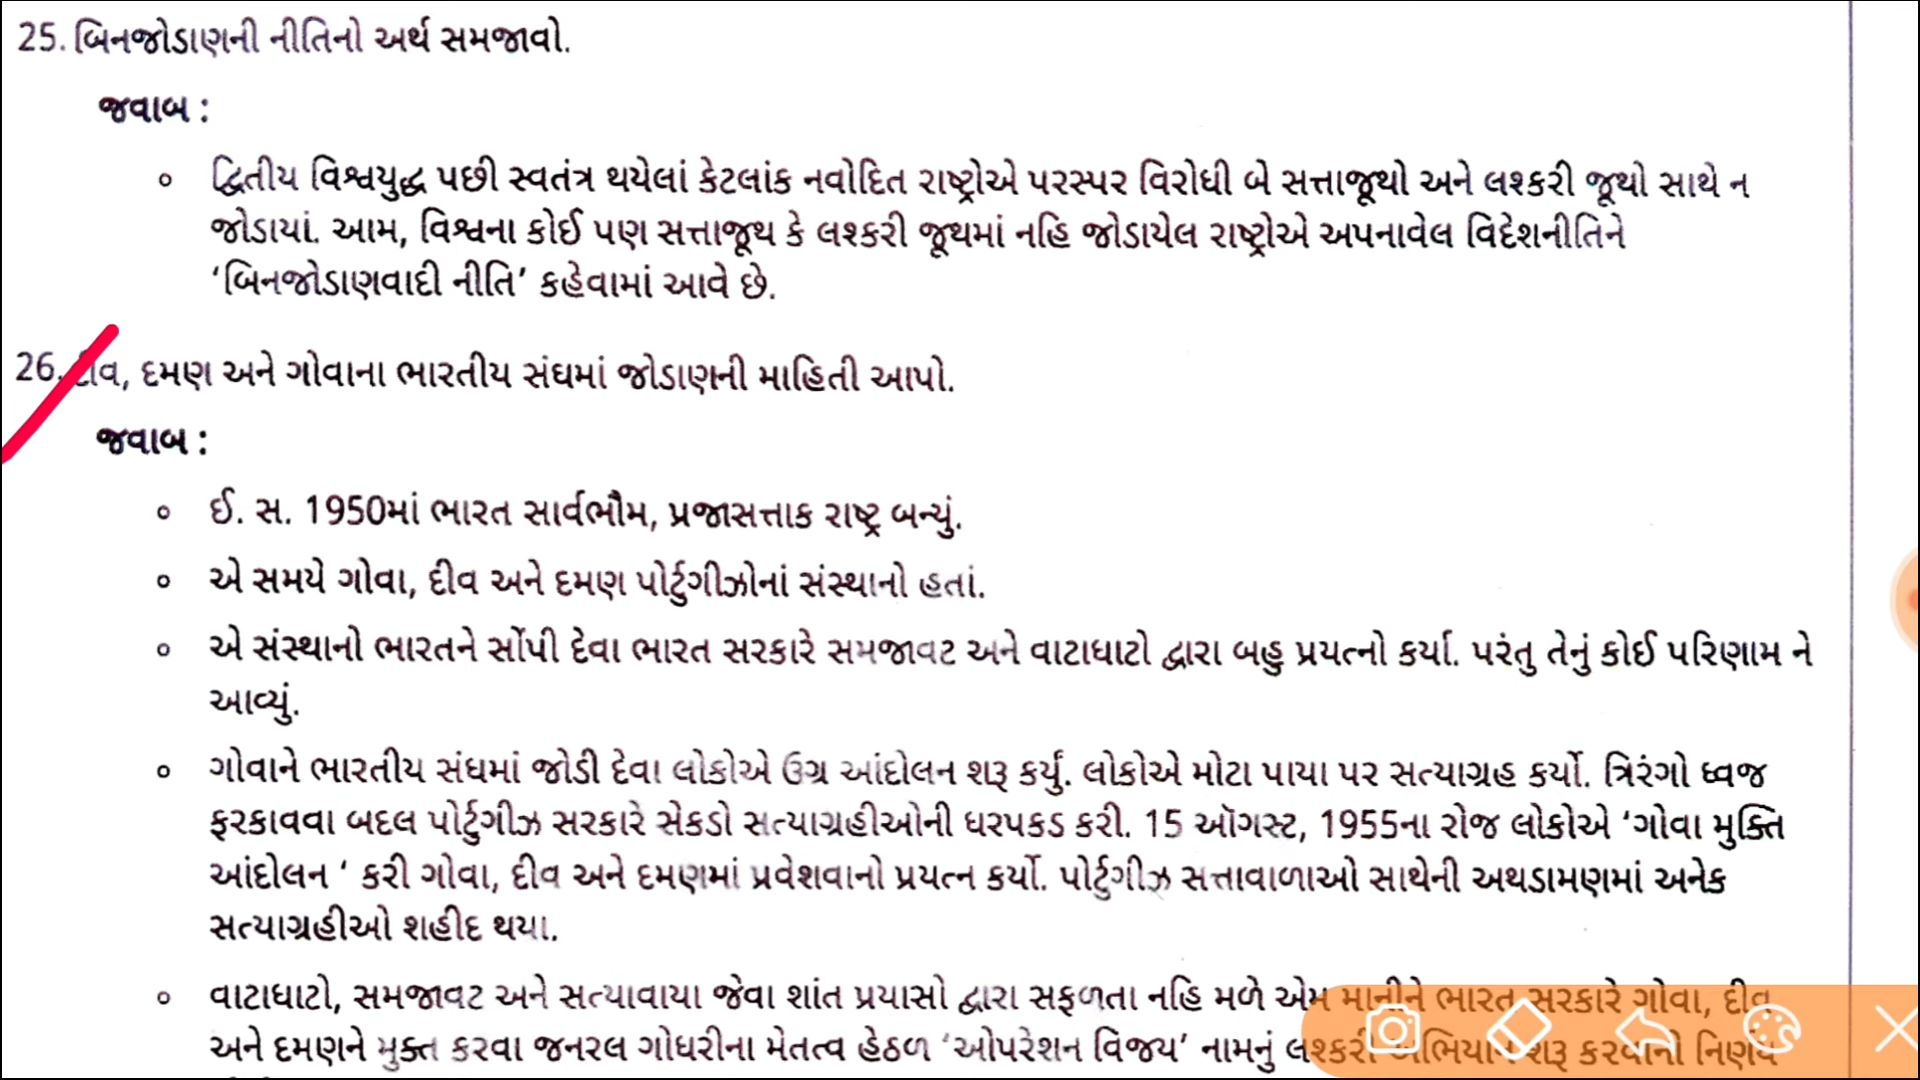 25. બિનજોડાણની નીતિનો અર્થ સમજાવો.
જવાબ :
દ્વિતીય વિશ્વયુદ્ધ પછી સ્વતંત્ર થયેલાં કેટલાંક નવોદિત રાષ્ટ્રોએ પરસ્પર વિરોધી બે સત્તાજૂથો અને લશ્કરી જૂથો સાથે ન
જોડાયાં. આમ, વિશ્વના કોઈ પણ સત્તાજૂથ કે લશ્કરી જૂથમાં નહિ જોડાયેલ રાષ્ટ્રોએ અપનાવેલ વિદેશનીતિને
‘બિનજોડાણવાદી નીતિ’ કહેવામાં આવે છે.
26. દીવ, દમણ અને ગોવાના ભારતીય સંઘમાં જોડાણની માહિતી આપો.
જવાબ :
ઈ. સ. 1950માં ભારત સાર્વભૌમ, પ્રજાસત્તાક રાષ્ટ્ર બન્યું.
એ સમયે ગોવા, દીવ અને દમણ પોર્ટુગીઝોનાં સંસ્થાનો હતાં.
એ સંસ્થાનો ભારતને સોંપી દેવા ભારત સરકારે સમજાવટ અને વાટાઘાટો દ્વારા બહુ પ્રયત્નો કર્યા. પરંતુ તેનું કોઈ પરિણામ ને
આવ્યું.
ગોવાને ભારતીય સંઘમાં જોડી દેવા લોકોએ ઉગ્ર આંદોલન શરૂ કર્યું. લોકોએ મોટા પાયા પર સત્યાગ્રહ કર્યો. ત્રિરંગો ધ્વજ
ફરકાવવા બદલ પોર્ટુગીઝ સરકારે સેકડો સત્યાગ્રહીઓની ધરપકડ કરી. 15 ઑગસ્ટ, 1955ના રોજ લોકોએ ‘ગોવા મુક્તિ
આંદોલન ‘ કરી ગોવા, દીવ અને દમણમાં પ્રવેશવાનો પ્રયત્ન કર્યો. પોર્ટુગીઝ સત્તાવાળાઓ સાથેની અથડામણમાં અનેક
સત્યાગ્રહીઓ શહીદ થયા.
વાટાઘાટો, સમજાવટ અને સત્યાવાયા જેવા શાંત પ્રયાસો દ્વારા સફળતા નહિ મળે એમ માનીને ભારત સરકારે ગોવા, દીવ
અને દમણને મુક્ત કરવા જનરલ ગોધરીના મેતત્વ હેઠળ ‘ઓપરેશન વિજય’ નામનું લશ્કરી અભિયાન શરૂ કરવાનો નિર્ણય